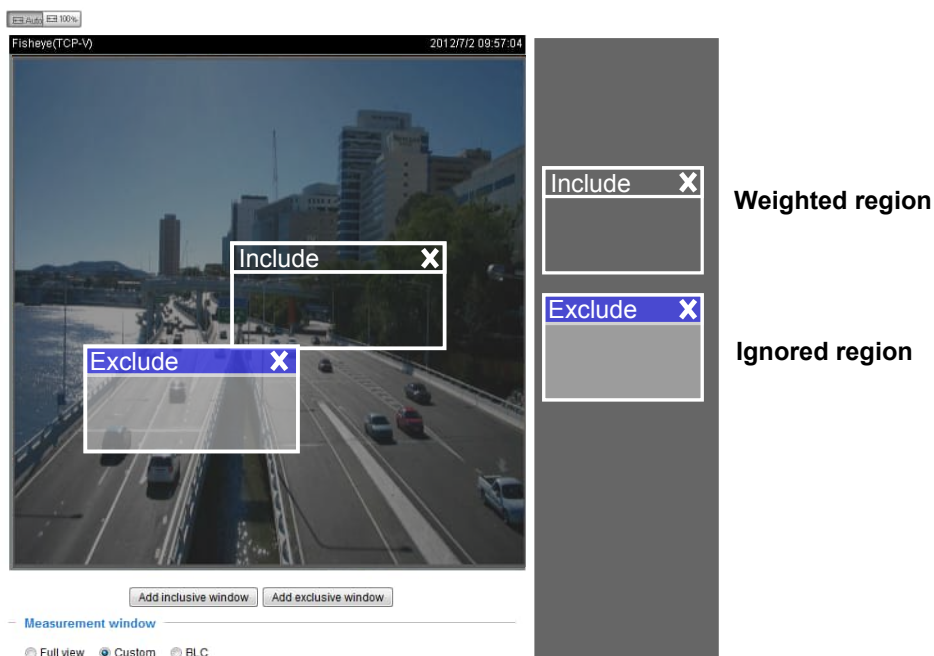 Auto 100%
Fisheye(TCP-V) 2012/7/2 09:57:04
Include X
Weighted region
Include X
Exclude X
Ignored region
Exclude X
Add inclusive window Add exclusive window
Measurement window
Full view Custom BLC